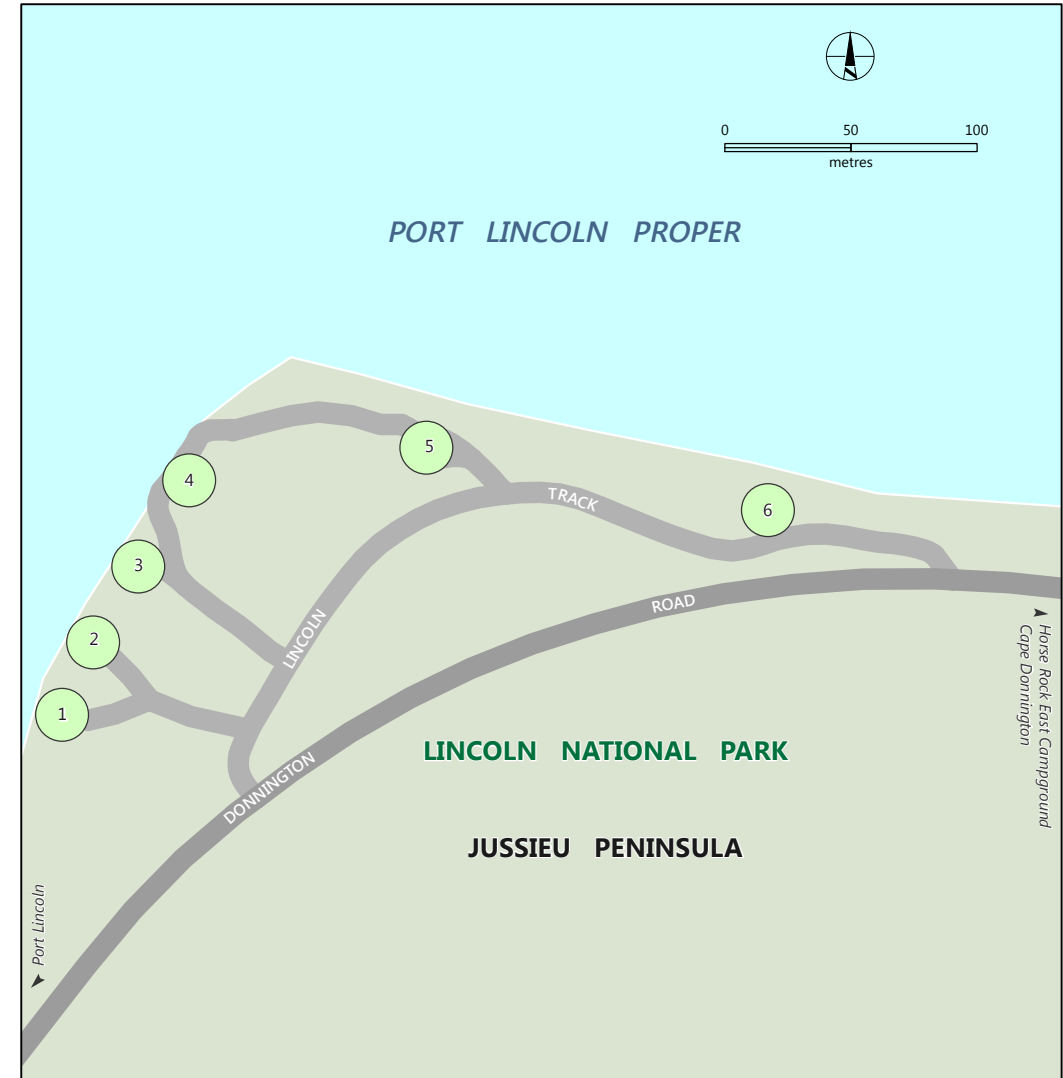 0 50 100
metres
PORT LINCOLN PROPER
5
4
6
TRACK
3
ROAD
LINCOLN
2
1
Horse Rock East Campground
Cape Donnington
LINCOLN NATIONAL PARK
DONNINGTON
JUSSIEU PENINSULA
Port Lincoln